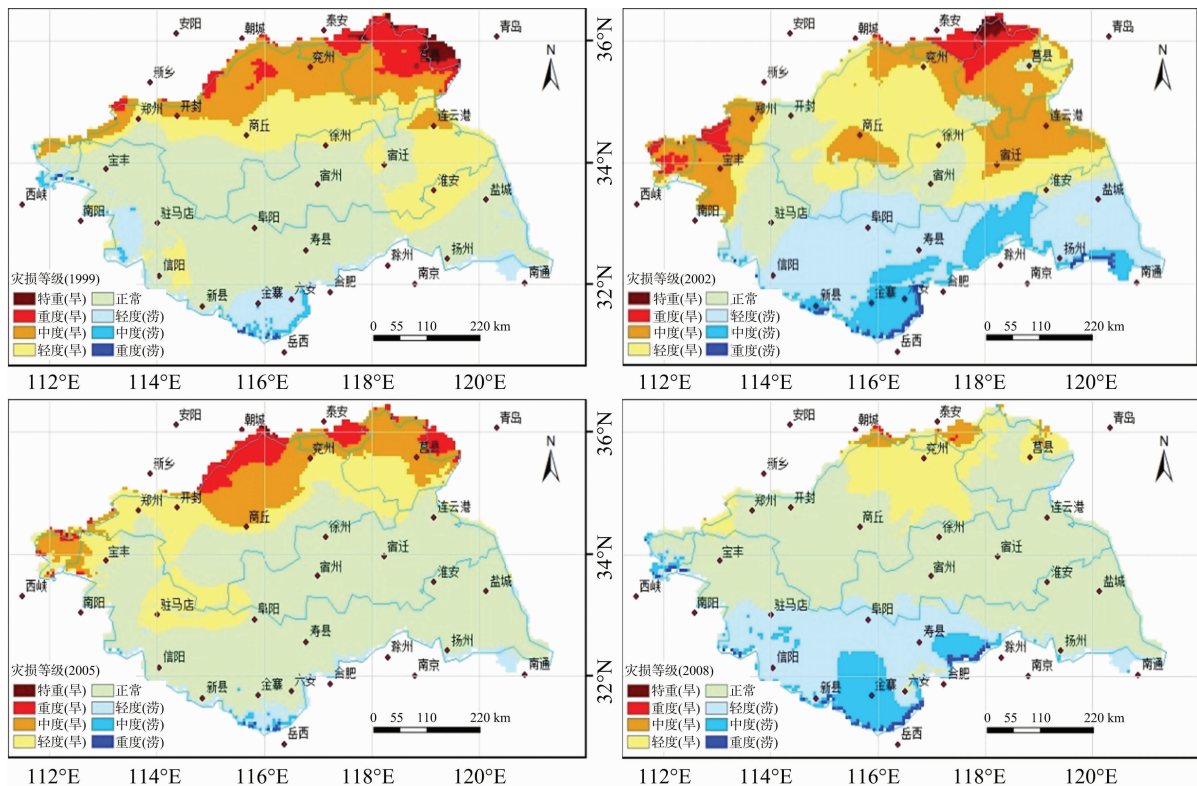 安阳 朝城 泰安 青岛
新乡 兖州 莒县
郑州 开封
商丘 徐州 连云港
宝丰 宿迁
西峡 宿州 淮安 盐城
南阳 驻马店 阜阳
信阳 寿县 滁州 扬州
新县 金寨 六安 合肥 南京 南通
岳西
N
灾损等级(1999)
特重(旱) 正常
重度(旱) 轻度(涝)
中度(旱) 中度(涝)
轻度(旱) 重度(涝)
0 55 110 220 km
112°E 114°E 116°E 118°E 120°E
36°N
34°N
32°N
安阳 朝城 泰安 青岛
新乡 兖州 莒县
郑州 开封
商丘 徐州 连云港
宝丰 宿迁
西峡 宿州 淮安 盐城
南阳 驻马店 阜阳
信阳 寿县 滁州 扬州
新县 金寨 六安 合肥 南京 南通
岳西
N
灾损等级(2002)
特重(旱) 正常
重度(旱) 轻度(涝)
中度(旱) 中度(涝)
轻度(旱) 重度(涝)
0 55 110 220 km
112°E 114°E 116°E 118°E 120°E
安阳 朝城 泰安 青岛
新乡 兖州 莒县
郑州 开封
商丘 徐州 连云港
宝丰 宿迁
西峡 宿州 淮安 盐城
南阳 驻马店 阜阳
信阳 寿县 滁州 扬州
新县 金寨 六安 合肥 南京 南通
岳西
N
灾损等级(2005)
特重(旱) 正常
重度(旱) 轻度(涝)
中度(旱) 中度(涝)
轻度(旱) 重度(涝)
0 55 110 220 km
112°E 114°E 116°E 118°E 120°E
36°N
34°N
32°N
安阳 朝城 泰安 青岛
新乡 兖州 莒县
郑州 开封
商丘 徐州 连云港
宝丰 宿迁
西峡 宿州 淮安 盐城
南阳 驻马店 阜阳
信阳 寿县 滁州 扬州
新县 金寨 六安 合肥 南京 南通
岳西
N
灾损等级(2008)
特重(旱) 正常
重度(旱) 轻度(涝)
中度(旱) 中度(涝)
轻度(旱) 重度(涝)
0 55 110 220 km
112°E 114°E 116°E 118°E 120°E